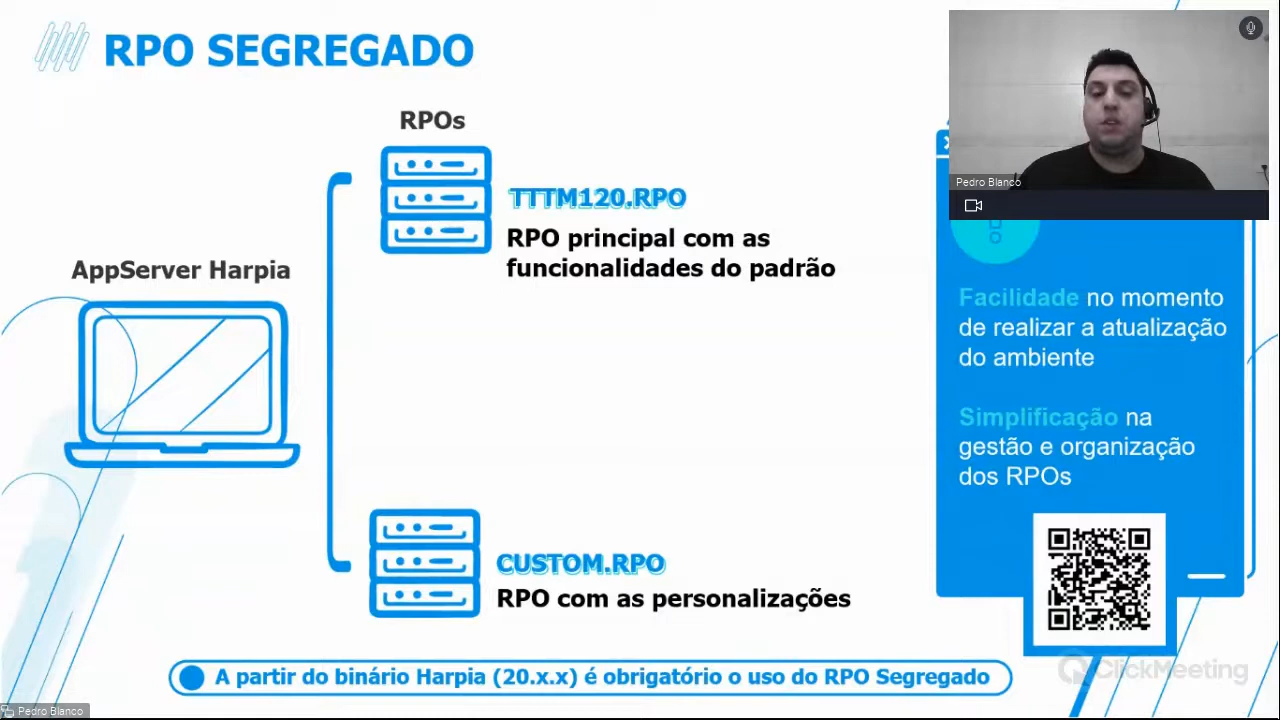 RPO SEGREGADO
RPOs
TTTM120.RPO
RPO principal com as
funcionalidades do padrão
AppServer Harpia
CUSTOM.RPO
RPO com as personalizações
A partir do binário Harpia (20.x.x) é obrigatório o uso do RPO Segregado
Pedro Blanco
Facilidade no momento
de realizar a atualização
do ambiente
Simplificação na
gestão e organização
dos RPOs
ClickMeeting
Pedro Blanco